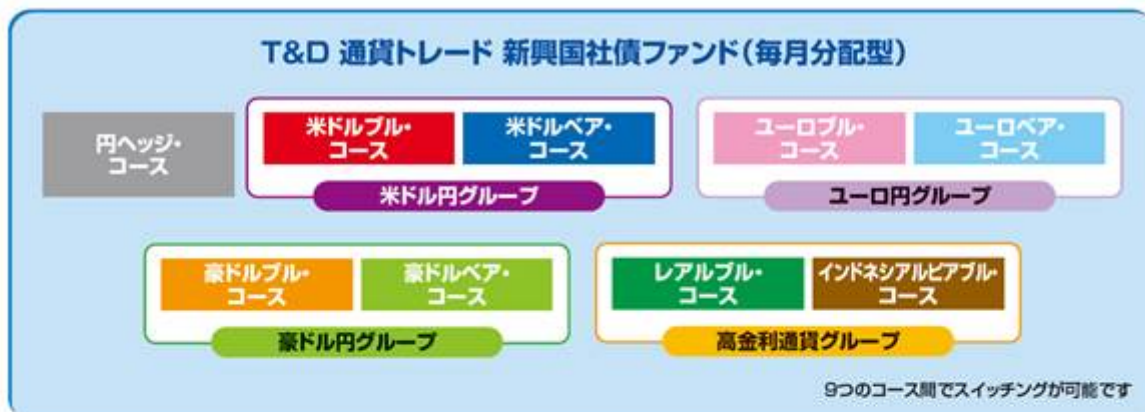 T&D 通貨トレード 新興国社債ファンド(毎月分配型)
円ヘッジ・
コース
米ドルブル・
コース
米ドルベア・
コース
米ドル円グループ
ユーロブル・
コース
ユーロベア・
コース
ユーロ円グループ
豪ドルブル・
コース
豪ドルベア・
コース
豪ドル円グループ
レアルブル・
コース
インドネシアルピアブル・
コース
高金利通貨グループ
9つのコース間でスイッチングが可能です